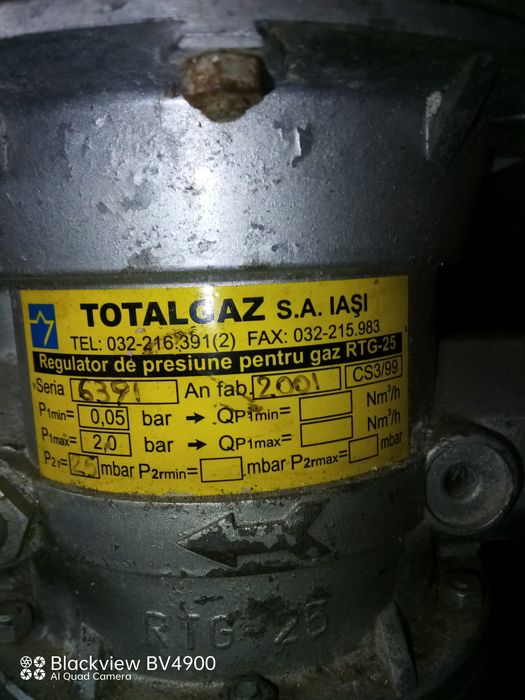 TOTALGAZ S.A. IAŞI
TEL: 032-216.391(2) FAX: 032-215.983
Regulator de presiune pentru gaz RTG-25
Seria 6391 An fab. 2001 CS3/99
P1min= 0,05 bar → QP1min= Nm³/h
P1max= 2,0 bar → QP1max= Nm³/h
P2r= 25 mbar P2rmin= mbar P2rmax= mbar
RTG-25
Blackview BV4900
AI Quad Camera